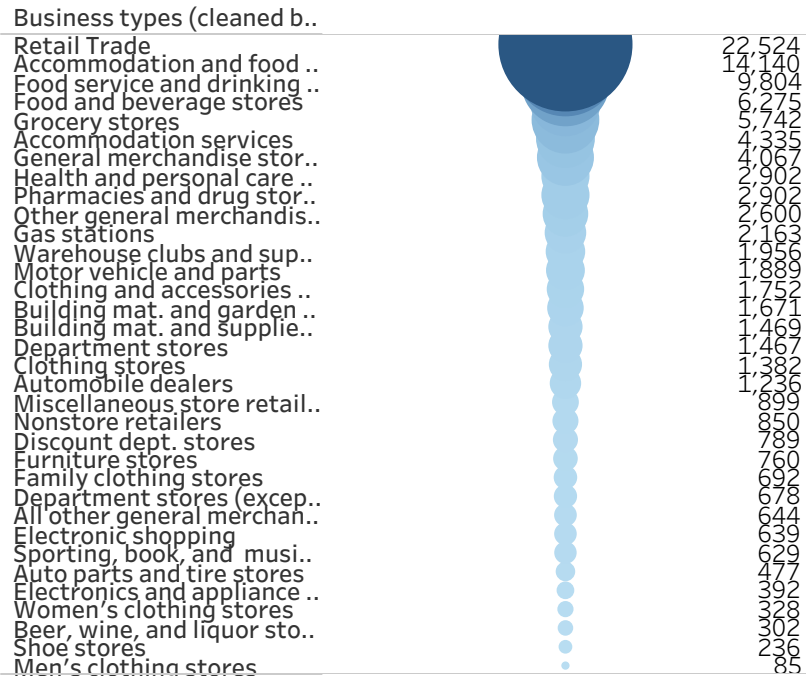 Business types (cleaned b..
Retail Trade 22,524
Accommodation and food .. 14,140
Food service and drinking .. 9,804
Food and beverage stores 6,275
Grocery stores 5,742
Accommodation services 4,335
General merchandise stor.. 4,067
Health and personal care .. 2,902
Pharmacies and drug stor.. 2,902
Other general merchandis.. 2,600
Gas stations 2,163
Warehouse clubs and sup.. 1,956
Motor vehicle and parts 1,889
Clothing and accessories .. 1,752
Building mat. and garden .. 1,671
Building mat. and supplie.. 1,469
Department stores 1,467
Clothing stores 1,382
Automobile dealers 1,236
Miscellaneous store retail.. 899
Nonstore retailers 850
Discount dept. stores 789
Furniture stores 760
Family clothing stores 692
Department stores (excep.. 678
All other general merchan.. 644
Electronic shopping 639
Sporting, book, and musi.. 629
Auto parts and tire stores 477
Electronics and appliance .. 392
Women's clothing stores 328
Beer, wine, and liquor sto.. 302
Shoe stores 236
Men's clothing stores 85